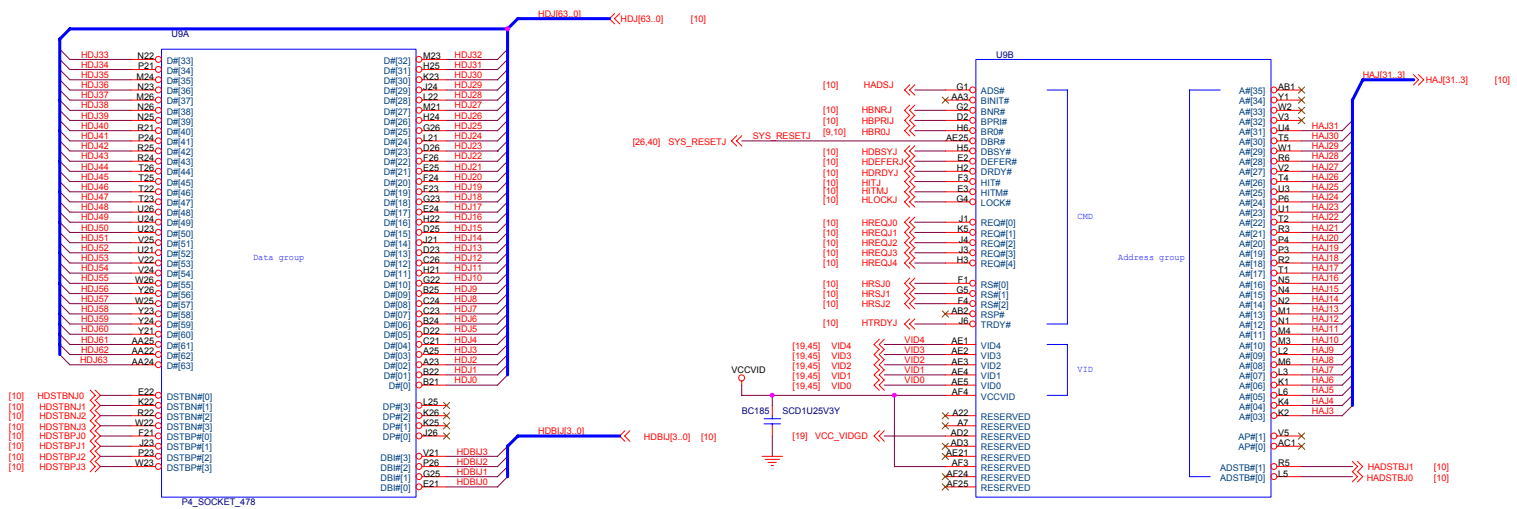 HDJ[63..0] HDJ[63..0] [10]
U9A
HDJ33 N22 D#[33] D#[32] M23 HDJ32
HDJ34 P21 D#[34] D#[31] H25 HDJ31
HDJ35 M24 D#[35] D#[30] K23 HDJ30
HDJ36 N23 D#[36] D#[29] J24 HDJ29
HDJ37 M26 D#[37] D#[28] L22 HDJ28
HDJ38 N26 D#[38] D#[27] M21 HDJ27
HDJ39 N25 D#[39] D#[26] H24 HDJ26
HDJ40 R21 D#[40] D#[25] G26 HDJ25
HDJ41 P24 D#[41] D#[24] L21 HDJ24
HDJ42 R25 D#[42] D#[23] D26 HDJ23
HDJ43 R24 D#[43] D#[22] F26 HDJ22
HDJ44 T26 D#[44] D#[21] E25 HDJ21
HDJ45 T25 D#[45] D#[20] F24 HDJ20
HDJ46 T22 D#[46] D#[19] F23 HDJ19
HDJ47 T23 D#[47] D#[18] G23 HDJ18
HDJ48 U26 D#[48] D#[17] E24 HDJ17
HDJ49 U24 D#[49] D#[16] H22 HDJ16
HDJ50 U23 D#[50] D#[15] D25 HDJ15
HDJ51 V25 D#[51] D#[14] J21 HDJ14
HDJ52 U21 D#[52] D#[13] D23 HDJ13
HDJ53 V22 D#[53] Data group D#[12] C26 HDJ12
HDJ54 V24 D#[54] D#[11] H21 HDJ11
HDJ55 W26 D#[55] D#[10] G22 HDJ10
HDJ56 Y26 D#[56] D#[09] B25 HDJ9
HDJ57 W25 D#[57] D#[08] C24 HDJ8
HDJ58 Y23 D#[58] D#[07] C23 HDJ7
HDJ59 Y24 D#[59] D#[06] B24 HDJ6
HDJ60 Y21 D#[60] D#[05] D22 HDJ5
HDJ61 AA25 D#[61] D#[04] C21 HDJ4
HDJ62 AA22 D#[62] D#[03] A25 HDJ3
HDJ63 AA24 D#[63] D#[02] A23 HDJ2
D#[01] B22 HDJ1
D#[0] B21 HDJ0
[10] HDSTBNJ0 E22 DSTBN#[0]
[10] HDSTBNJ1 K22 DSTBN#[1] DP#[3] L25
[10] HDSTBNJ2 R22 DSTBN#[2] DP#[2] K26
[10] HDSTBNJ3 W22 DSTBN#[3] DP#[1] K25
[10] HDSTBPJ0 F21 DSTBP#[0] DP#[0] J26
[10] HDSTBPJ1 J23 DSTBP#[1]
[10] HDSTBPJ2 P23 DSTBP#[2] DBI#[3] V21 HDBIJ3
[10] HDSTBPJ3 W23 DSTBP#[3] DBI#[2] P26 HDBIJ2
DBI#[1] G25 HDBIJ1
DBI#[0] E21 HDBIJ0
HDBIJ[3..0] HDBIJ[3..0] [10]
P4_SOCKET_478
U9B
HAJ[31..3] HAJ[31..3] [10]
[10] HADSJ G1 ADS# A#[35] AB1
AA3 BINIT# A#[34] Y1
[10] HBNRJ G2 BNR# A#[33] W2
[10] HBPRIJ D2 BPRI# A#[32] V3
[9,10] HBR0J H6 BR0# A#[31] U4 HAJ31
[26,40] SYS_RESETJ SYS_RESETJ AE25 DBR# A#[30] T5 HAJ30
[10] HDBSYJ H5 DBSY# A#[29] W1 HAJ29
[10] HDEFERJ E2 DEFER# A#[28] R6 HAJ28
[10] HDRDYJ H2 DRDY# A#[27] V2 HAJ27
[10] HITJ F3 HIT# A#[26] T4 HAJ26
[10] HITMJ E3 HITM# A#[25] U3 HAJ25
[10] HLOCKJ G4 LOCK# A#[24] P6 HAJ24
A#[23] U1 HAJ23
[10] HREQJ0 J1 REQ#[0] CMD A#[22] T2 HAJ22
[10] HREQJ1 K5 REQ#[1] A#[21] R3 HAJ21
[10] HREQJ2 J4 REQ#[2] A#[20] P4 HAJ20
[10] HREQJ3 J3 REQ#[3] Address group A#[19] P3 HAJ19
[10] HREQJ4 H3 REQ#[4] A#[18] R2 HAJ18
A#[17] T1 HAJ17
[10] HRSJ0 F1 RS#[0] A#[16] N5 HAJ16
[10] HRSJ1 G5 RS#[1] A#[15] N4 HAJ15
[10] HRSJ2 F4 RS#[2] A#[14] N2 HAJ14
AB2 RSP# A#[13] M1 HAJ13
[10] HTRDYJ J6 TRDY# A#[12] N1 HAJ12
A#[11] M4 HAJ11
[19,45] VID4 VID4 AE1 VID4 A#[10] M3 HAJ10
[19,45] VID3 VID3 AE2 VID3 A#[09] L2 HAJ9
[19,45] VID2 VID2 AE3 VID2 A#[08] M6 HAJ8
[19,45] VID1 VID1 AE4 VID1 VID A#[07] L3 HAJ7
[19,45] VID0 VID0 AE5 VID0 A#[06] K1 HAJ6
VCCVID AF4 VCCVID A#[05] L6 HAJ5
A#[04] K4 HAJ4
BC185 SCD1U25V3Y A22 RESERVED A#[03] K2 HAJ3
A7 RESERVED
[19] VCC_VIDGD AD2 RESERVED AP#[1] V5
AD3 RESERVED AP#[0] AC1
AE21 RESERVED
AF3 RESERVED ADSTB#[1] R5 HADSTBJ1 [10]
AF24 RESERVED ADSTB#[0] L5 HADSTBJ0 [10]
AF25 RESERVED